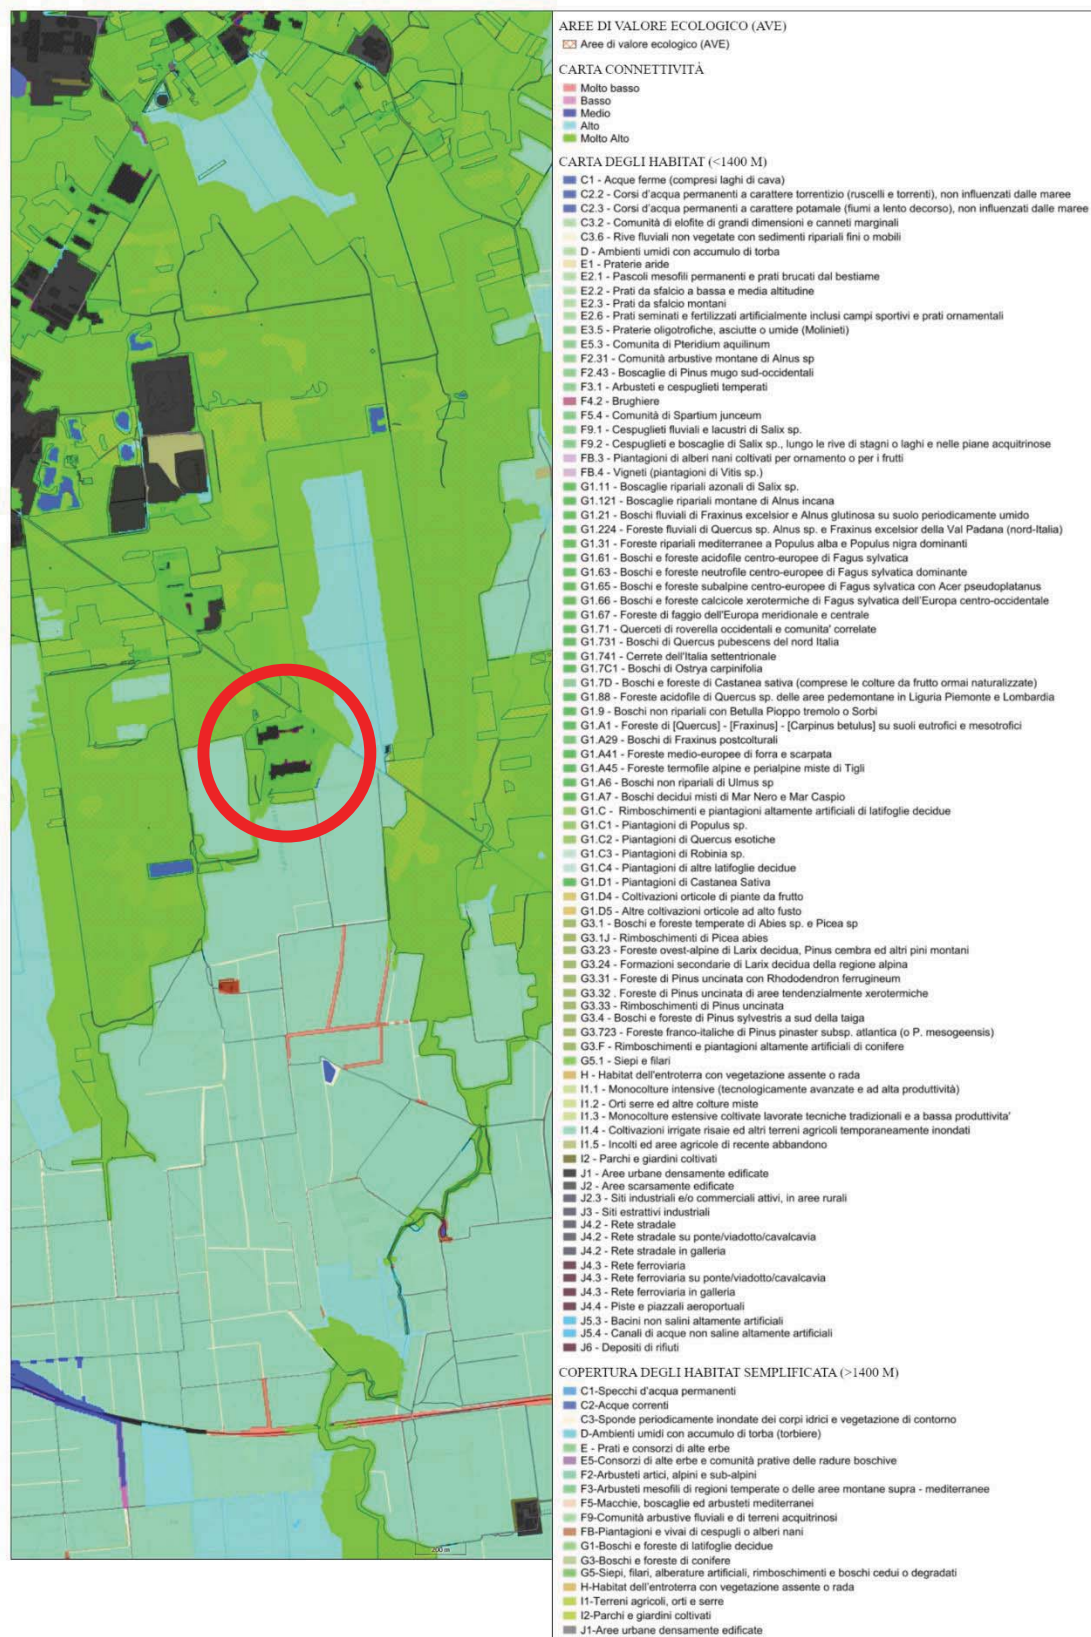 AREE DI VALORE ECOLOGICO (AVE)
Aree di valore ecologico (AVE)
CARTA CONNETTIVITÀ
Molto basso
Basso
Medio
Alto
Molto Alto
CARTA DEGLI HABITAT (<1400 M)
C1 - Acque ferme (compresi laghi di cava)
C2.2 - Corsi d'acqua permanenti a carattere torrentizio (ruscelli e torrenti), non influenzati dalle maree
C2.3 - Corsi d'acqua permanenti a carattere potamale (fiumi a lento decorso), non influenzati dalle maree
C3.2 - Comunità di elofite di grandi dimensioni e canneti marginali
C3.6 - Rive fluviali non vegetate con sedimenti ripariali fini o mobili
D - Ambienti umidi con accumulo di torba
E1 - Praterie aride
E2.1 - Pascoli mesofili permanenti e prati brucati dal bestiame
E2.2 - Prati da sfalcio a bassa e media altitudine
E2.3 - Prati da sfalcio montani
E2.6 - Prati seminati e fertilizzati artificialmente inclusi campi sportivi e prati ornamentali
E3.5 - Praterie oligotrofiche, asciutte o umide (Molinieti)
E5.3 - Comunita di Pteridium aquilinum
F2.31 - Comunità arbustive montane di Alnus sp
F2.43 - Boscaglie di Pinus mugo sud-occidentali
F3.1 - Arbusteti e cespuglieti temperati
F4.2 - Brughiere
F5.4 - Comunità di Spartium junceum
F9.1 - Cespuglieti fluviali e lacustri di Salix sp.
F9.2 - Cespuglieti e boscaglie di Salix sp., lungo le rive di stagni o laghi e nelle piane acquitrinose
FB.3 - Piantagioni di alberi nani coltivati per ornamento o per i frutti
FB.4 - Vigneti (piantagioni di Vitis sp.)
G1.11 - Boscaglie ripariali azonali di Salix sp.
G1.121 - Boscaglie ripariali montane di Alnus incana
G1.21 - Boschi fluviali di Fraxinus excelsior e Alnus glutinosa su suolo periodicamente umido
G1.224 - Foreste fluviali di Quercus sp. Alnus sp. e Fraxinus excelsior della Val Padana (nord-Italia)
G1.31 - Foreste ripariali mediterranee a Populus alba e Populus nigra dominanti
G1.61 - Boschi e foreste acidofile centro-europee di Fagus sylvatica
G1.63 - Boschi e foreste neutrofile centro-europee di Fagus sylvatica dominante
G1.65 - Boschi e foreste subalpine centro-europee di Fagus sylvatica con Acer pseudoplatanus
G1.66 - Boschi e foreste calcicole xerotermiche di Fagus sylvatica dell'Europa centro-occidentale
G1.67 - Foreste di faggio dell'Europa meridionale e centrale
G1.71 - Querceti di roverella occidentali e comunita' correlate
G1.731 - Boschi di Quercus pubescens del nord Italia
G1.741 - Cerrete dell'Italia settentrionale
G1.7C1 - Boschi di Ostrya carpinifolia
G1.7D - Boschi e foreste di Castanea sativa (comprese le colture da frutto ormai naturalizzate)
G1.88 - Foreste acidofile di Quercus sp. delle aree pedemontane in Liguria Piemonte e Lombardia
G1.9 - Boschi non ripariali con Betulla Pioppo tremolo o Sorbi
G1.A1 - Foreste di [Quercus] - [Fraxinus] - [Carpinus betulus] su suoli eutrofici e mesotrofici
G1.A29 - Boschi di Fraxinus postcolturali
G1.A41 - Foreste medio-europee di forra e scarpata
G1.A45 - Foreste termofile alpine e perialpine miste di Tigli
G1.A6 - Boschi non ripariali di Ulmus sp
G1.A7 - Boschi decidui misti di Mar Nero e Mar Caspio
G1.C - Rimboschimenti e piantagioni altamente artificiali di latifoglie decidue
G1.C1 - Piantagioni di Populus sp.
G1.C2 - Piantagioni di Quercus esotiche
G1.C3 - Piantagioni di Robinia sp.
G1.C4 - Piantagioni di altre latifoglie decidue
G1.D1 - Piantagioni di Castanea Sativa
G1.D4 - Coltivazioni orticole di piante da frutto
G1.D5 - Altre coltivazioni orticole ad alto fusto
G3.1 - Boschi e foreste temperate di Abies sp. e Picea sp
G3.1J - Rimboschimenti di Picea abies
G3.23 - Foreste ovest-alpine di Larix decidua, Pinus cembra ed altri pini montani
G3.24 - Formazioni secondarie di Larix decidua della regione alpina
G3.31 - Foreste di Pinus uncinata con Rhododendron ferrugineum
G3.32 . Foreste di Pinus uncinata di aree tendenzialmente xerotermiche
G3.33 - Rimboschimenti di Pinus uncinata
G3.4 - Boschi e foreste di Pinus sylvestris a sud della taiga
G3.723 - Foreste franco-italiche di Pinus pinaster subsp. atlantica (o P. mesogeensis)
G3.F - Rimboschimenti e piantagioni altamente artificiali di conifere
G5.1 - Siepi e filari
H - Habitat dell'entroterra con vegetazione assente o rada
I1.1 - Monocolture intensive (tecnologicamente avanzate e ad alta produttività)
I1.2 - Orti serre ed altre colture miste
I1.3 - Monocolture estensive coltivate lavorate tecniche tradizionali e a bassa produttivita'
I1.4 - Coltivazioni irrigate risaie ed altri terreni agricoli temporaneamente inondati
I1.5 - Incolti ed aree agricole di recente abbandono
I2 - Parchi e giardini coltivati
J1 - Aree urbane densamente edificate
J2 - Aree scarsamente edificate
J2.3 - Siti industriali e/o commerciali attivi, in aree rurali
J3 - Siti estrattivi industriali
J4.2 - Rete stradale
J4.2 - Rete stradale su ponte/viadotto/cavalcavia
J4.2 - Rete stradale in galleria
J4.3 - Rete ferroviaria
J4.3 - Rete ferroviaria su ponte/viadotto/cavalcavia
J4.3 - Rete ferroviaria in galleria
J4.4 - Piste e piazzali aeroportuali
J5.3 - Bacini non salini altamente artificiali
J5.4 - Canali di acque non saline altamente artificiali
J6 - Depositi di rifiuti
COPERTURA DEGLI HABITAT SEMPLIFICATA (>1400 M)
C1-Specchi d'acqua permanenti
C2-Acque correnti
C3-Sponde periodicamente inondate dei corpi idrici e vegetazione di contorno
D-Ambienti umidi con accumulo di torba (torbiere)
E - Prati e consorzi di alte erbe
E5-Consorzi di alte erbe e comunità prative delle radure boschive
F2-Arbusteti artici, alpini e sub-alpini
F3-Arbusteti mesofili di regioni temperate o delle aree montane supra - mediterranee
F5-Macchie, boscaglie ed arbusteti mediterranei
F9-Comunità arbustive fluviali e di terreni acquitrinosi
FB-Piantagioni e vivai di cespugli o alberi nani
G1-Boschi e foreste di latifoglie decidue
G3-Boschi e foreste di conifere
G5-Siepi, filari, alberature artificiali, rimboschimenti e boschi cedui o degradati
H-Habitat dell'entroterra con vegetazione assente o rada
I1-Terreni agricoli, orti e serre
I2-Parchi e giardini coltivati
J1-Aree urbane densamente edificate
200 m